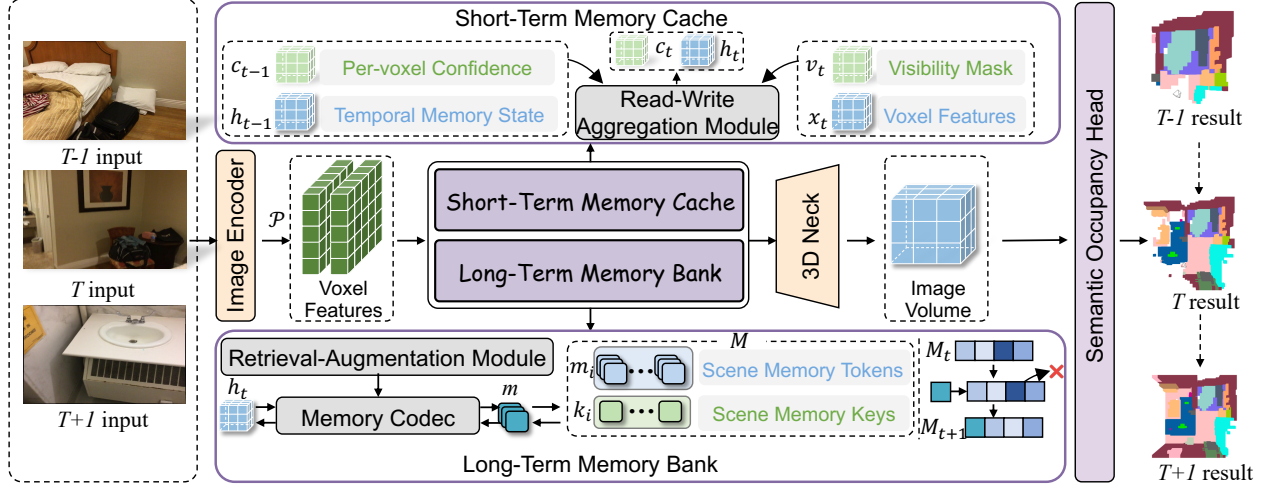 Short-Term Memory Cache
c_{t-1}
Per-voxel Confidence
h_{t-1}
Temporal Memory State
c_t
h_t
Read-Write
Aggregation Module
v_t
Visibility Mask
x_t
Voxel Features
T-1 input
T input
T+1 input
Image Encoder
𝒫
Voxel
Features
Short-Term Memory Cache
Long-Term Memory Bank
3D Neck
Image
Volume
Semantic Occupancy Head
T-1 result
T result
T+1 result
Retrieval-Augmentation Module
h_t
Memory Codec
m
M
m_i
Scene Memory Tokens
k_i
Scene Memory Keys
M_t
M_{t+1}
Long-Term Memory Bank